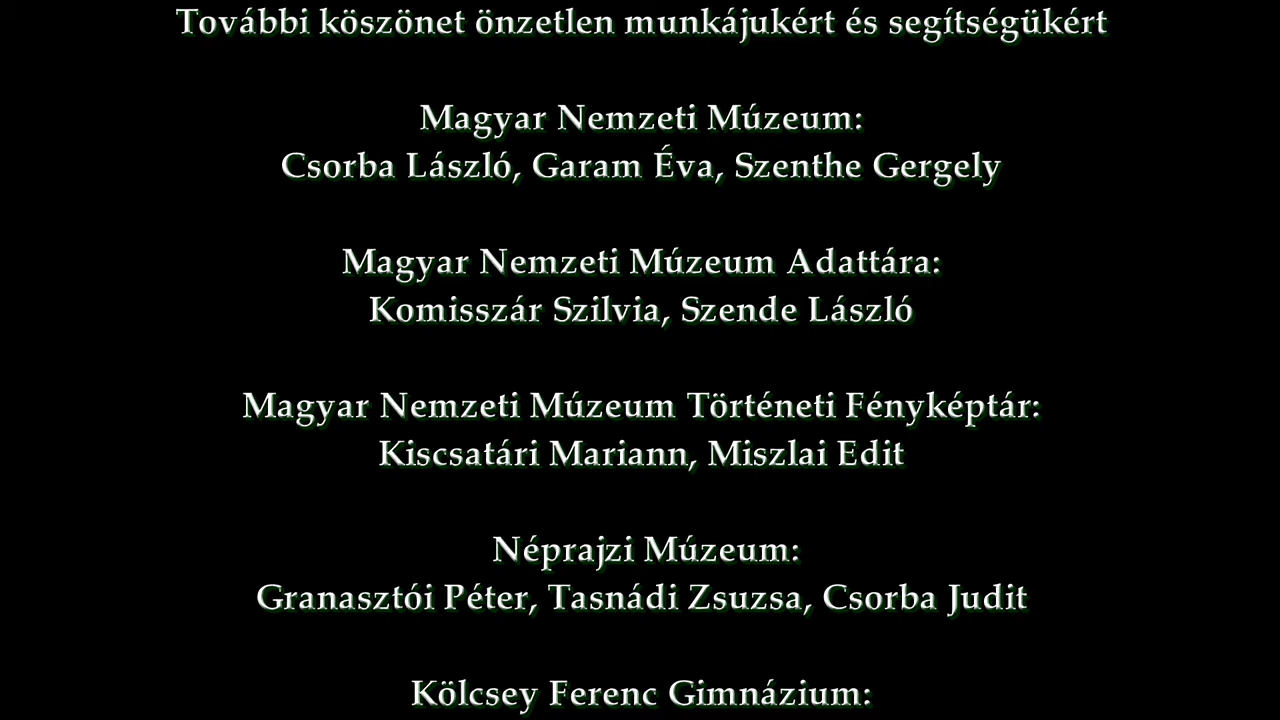 További köszönet önzetlen munkájukért és segítségükért
Magyar Nemzeti Múzeum:
Csorba László, Garam Éva, Szenthe Gergely
Magyar Nemzeti Múzeum Adattára:
Komisszár Szilvia, Szende László
Magyar Nemzeti Múzeum Történeti Fényképtár:
Kiscsatári Mariann, Miszlai Edit
Néprajzi Múzeum:
Granasztói Péter, Tasnádi Zsuzsa, Csorba Judit
Kölcsey Ferenc Gimnázium: